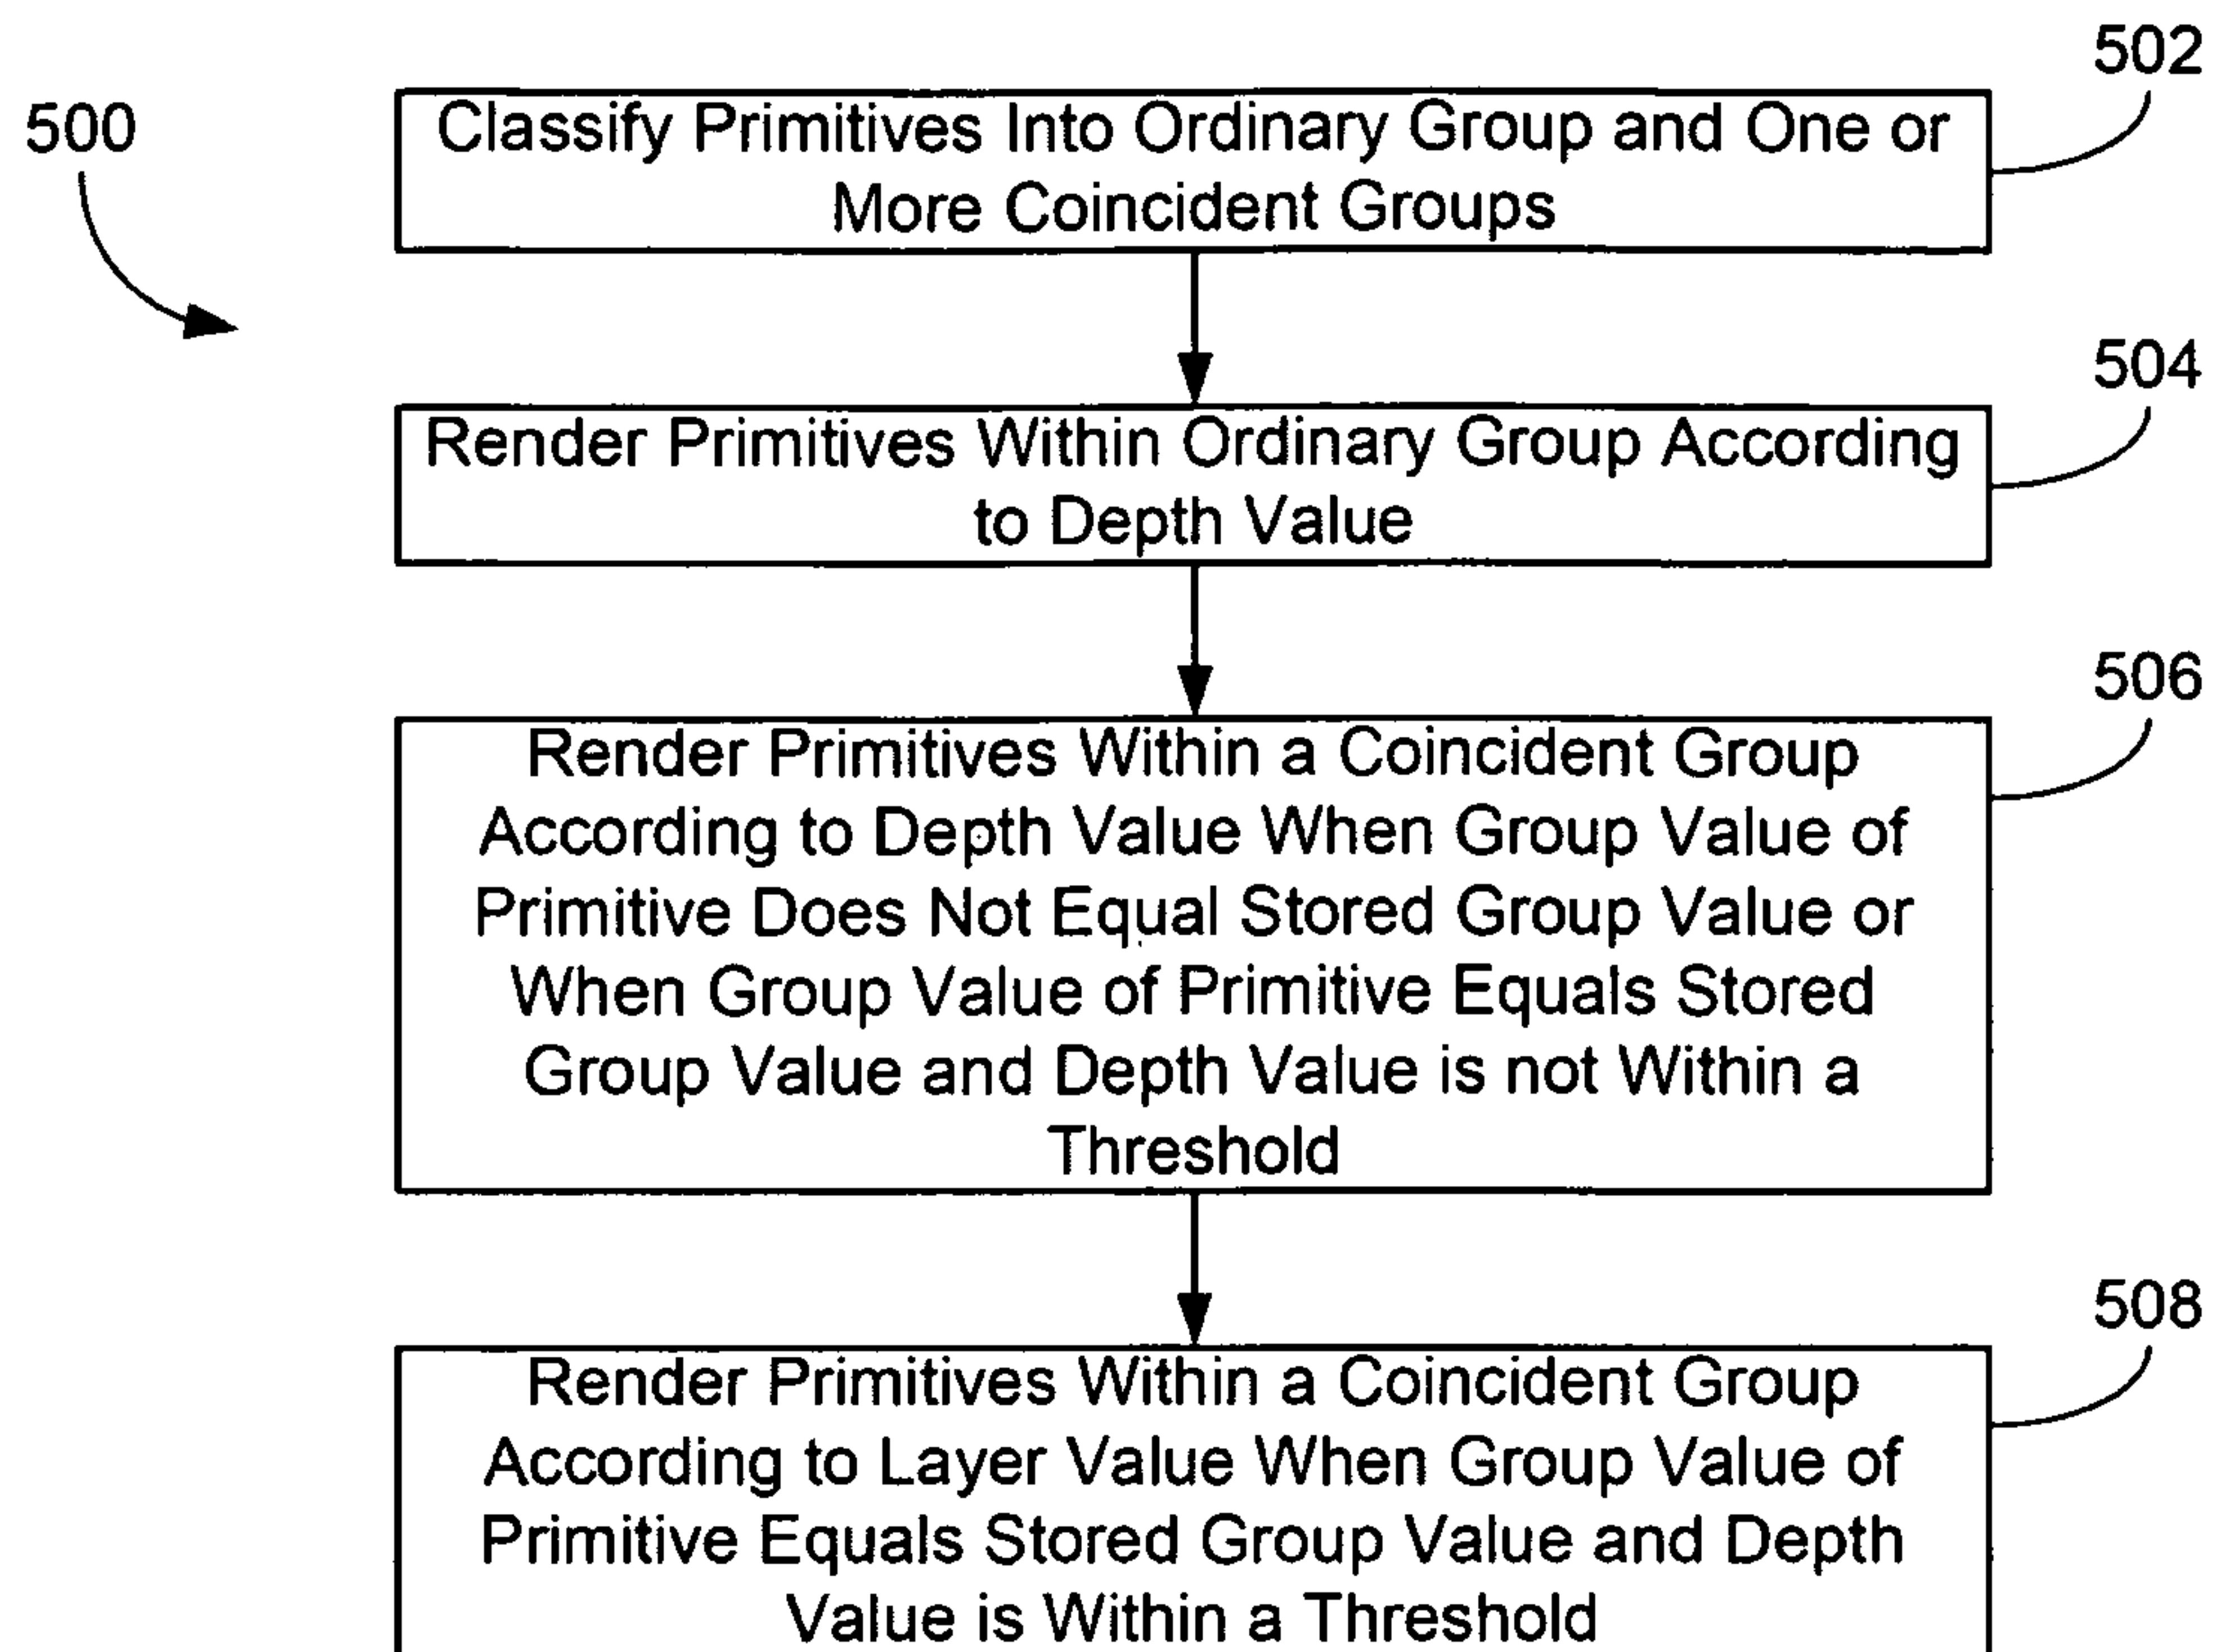 502
500
Classify Primitives Into Ordinary Group and One or
More Coincident Groups
504
Render Primitives Within Ordinary Group According
to Depth Value
506
Render Primitives Within a Coincident Group
According to Depth Value When Group Value of
Primitive Does Not Equal Stored Group Value or
When Group Value of Primitive Equals Stored
Group Value and Depth Value is not Within a
Threshold
508
Render Primitives Within a Coincident Group
According to Layer Value When Group Value of
Primitive Equals Stored Group Value and Depth
Value is Within a Threshold